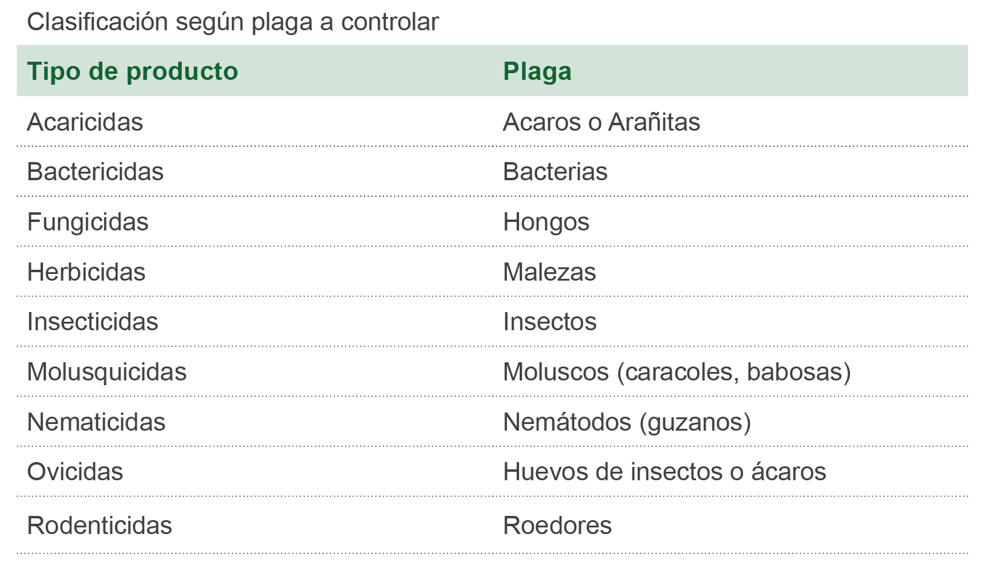 Clasificación según plaga a controlar
Tipo de producto Plaga
Acaricidas Acaros o Arañitas
Bactericidas Bacterias
Fungicidas Hongos
Herbicidas Malezas
Insecticidas Insectos
Molusquicidas Moluscos (caracoles, babosas)
Nematicidas Nemátodos (guzanos)
Ovicidas Huevos de insectos o ácaros
Rodenticidas Roedores